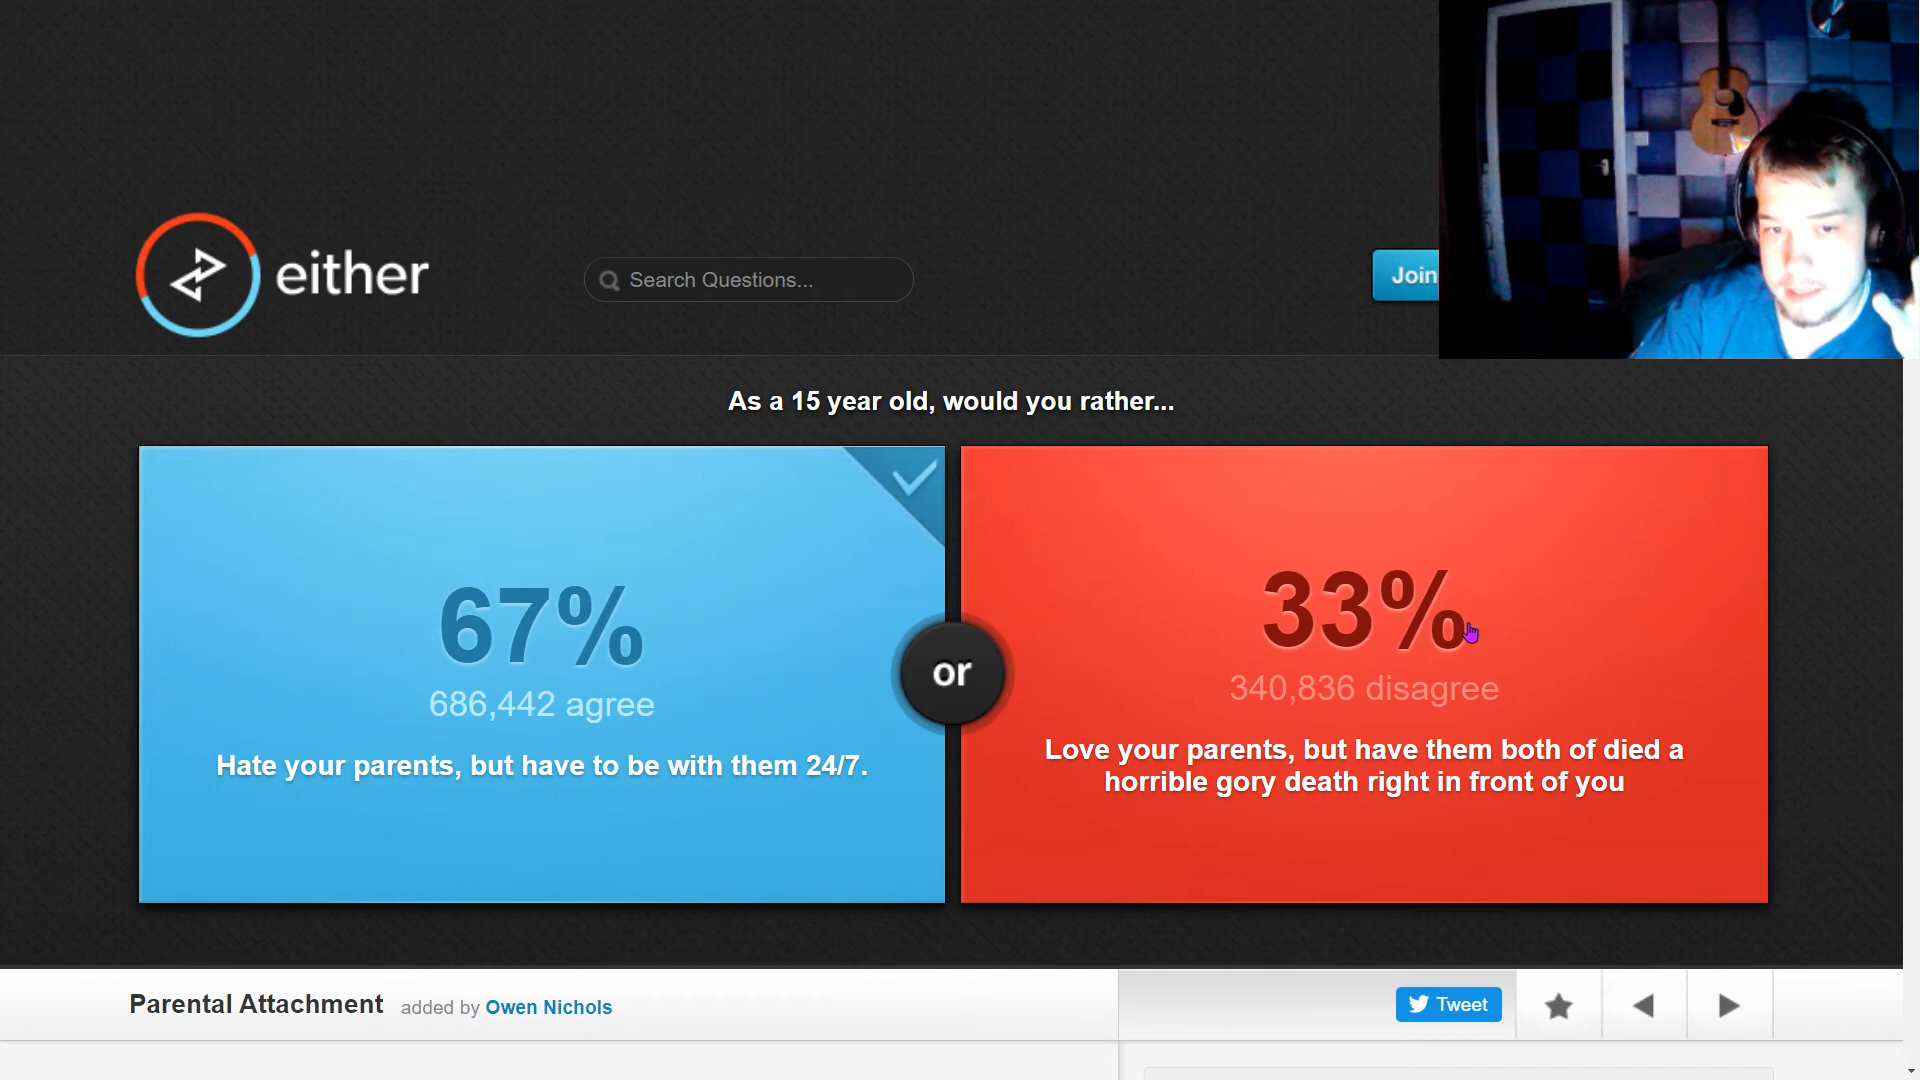 either
Search Questions...
Join
As a 15 year old, would you rather...
67%
686,442 agree
Hate your parents, but have to be with them 24/7.
or
33%
340,836 disagree
Love your parents, but have them both of died a
horrible gory death right in front of you
Parental Attachment added by Owen Nichols
Tweet